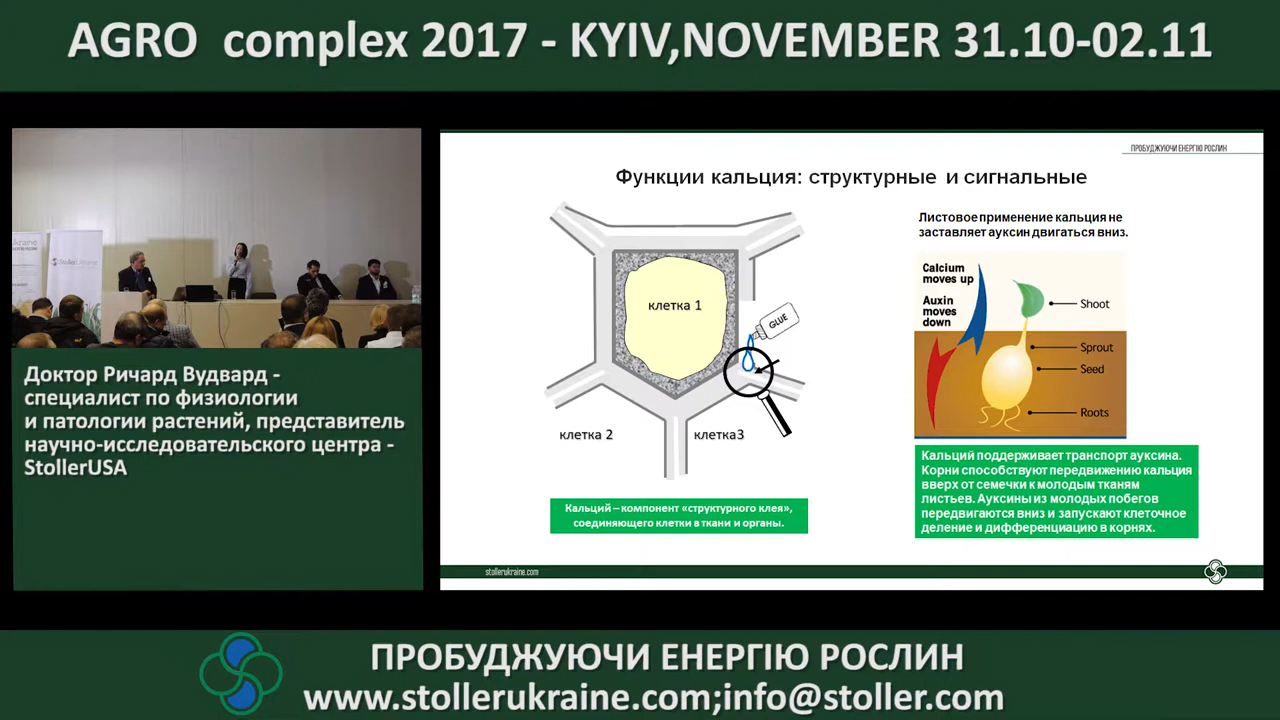 AGRO complex 2017 - KYIV,NOVEMBER 31.10-02.11
StollerUkraine
Доктор Ричард Вудвард -
специалист по физиологии
и патологии растений, представитель
научно-исследовательского центра -
StollerUSA
ПРОБУДЖУЮЧИ ЕНЕРГІЮ РОСЛИН
Функции кальция: структурные и сигнальные
клетка 1
GLUE
клетка 2
клетка3
Кальций – компонент «структурного клея»,
соединяющего клетки в ткани и органы.
Листовое применение кальция не
заставляет ауксин двигаться вниз.
Calcium
moves up
Auxin
moves
down
Shoot
Sprout
Seed
Roots
Кальций поддерживает транспорт ауксина.
Корни способствуют передвижению кальция
вверх от семечки к молодым тканям
листьев. Ауксины из молодых побегов
передвигаются вниз и запускают клеточное
деление и дифференциацию в корнях.
stollerukraine.com
ПРОБУДЖУЮЧИ ЕНЕРГІЮ РОСЛИН
www.stollerukraine.com;info@stoller.com